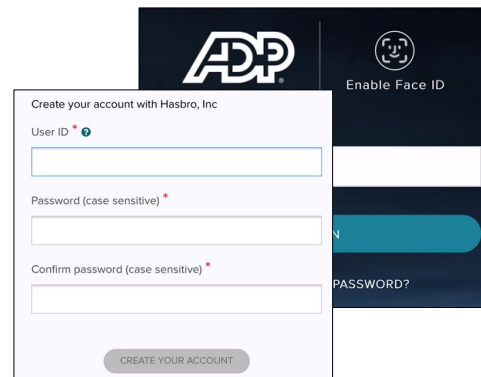 ADP
Enable Face ID
Create your account with Hasbro, Inc
User ID *
Password (case sensitive) *
N
Confirm password (case sensitive) *
PASSWORD?
CREATE YOUR ACCOUNT